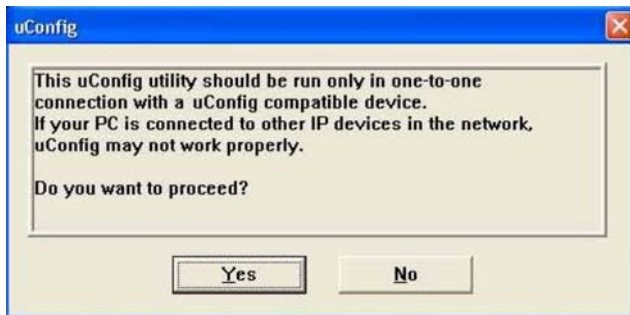 uConfig
This uConfig utility should be run only in one-to-one
connection with a uConfig compatible device.
If your PC is connected to other IP devices in the network,
uConfig may not work properly.
Do you want to proceed?
Yes
No